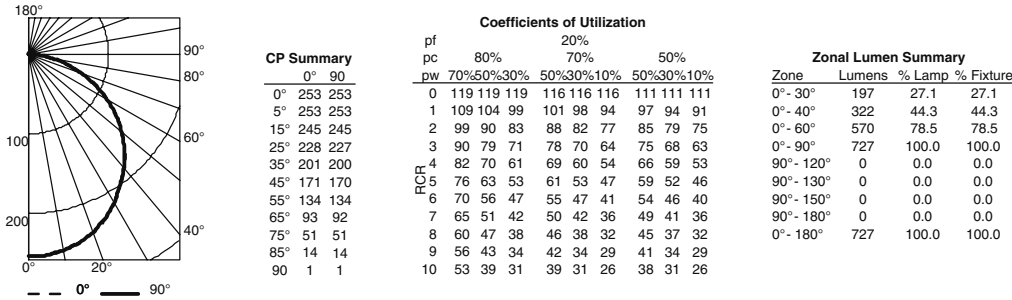 180°
90°
80°
60°
40°
100
200
0°
20°
0°
90°
CP Summary
0° 90
0° 253 253
5° 253 253
15° 245 245
25° 228 227
35° 201 200
45° 171 170
55° 134 134
65° 93 92
75° 51 51
85° 14 14
90 1 1
Coefficients of Utilization
pf 20%
pc 80% 70% 50%
pw 70%50%30% 50%30%10% 50%30%10%
RCR
0 119 119 119 116 116 116 111 111 111
1 109 104 99 101 98 94 97 94 91
2 99 90 83 88 82 77 85 79 75
3 90 79 71 78 70 64 75 68 63
4 82 70 61 69 60 54 66 59 53
5 76 63 53 61 53 47 59 52 46
6 70 56 47 55 47 41 54 46 40
7 65 51 42 50 42 36 49 41 36
8 60 47 38 46 38 32 45 37 32
9 56 43 34 42 34 29 41 34 29
10 53 39 31 39 31 26 38 31 26
Zonal Lumen Summary
Zone Lumens % Lamp % Fixture
0°- 30° 197 27.1 27.1
0°- 40° 322 44.3 44.3
0°- 60° 570 78.5 78.5
0°- 90° 727 100.0 100.0
90°- 120° 0 0.0 0.0
90°- 130° 0 0.0 0.0
90°- 150° 0 0.0 0.0
90°- 180° 0 0.0 0.0
0°- 180° 727 100.0 100.0